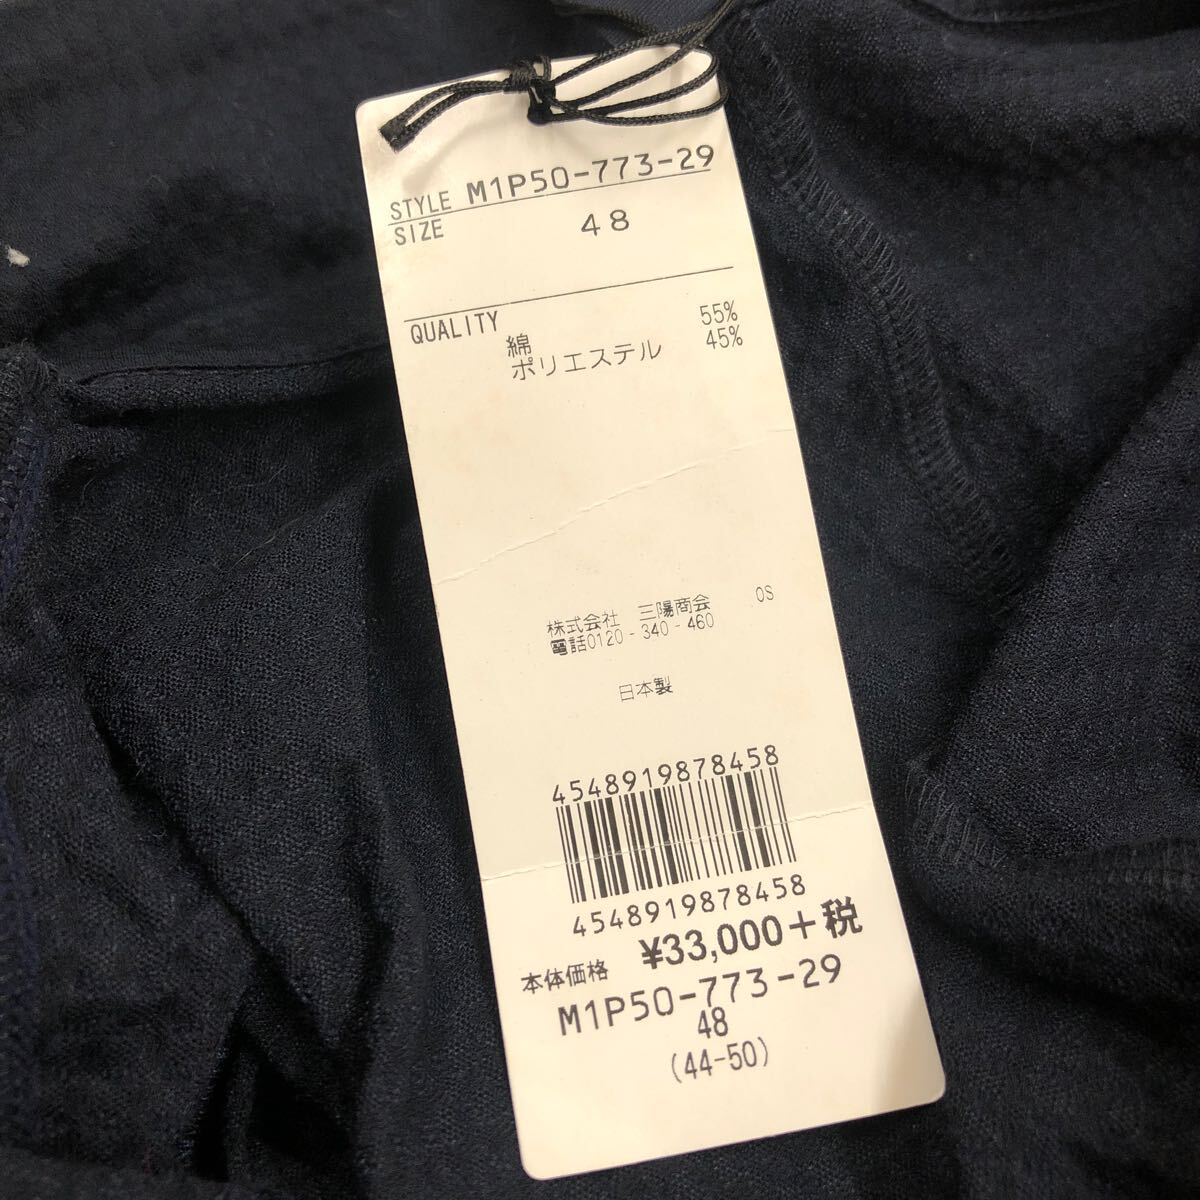 STYLE M1P50-773-29
SIZE 48
QUALITY
綿 55%
ポリエステル 45%
株式会社 三陽商会 OS
電話0120-340-460
日本製
4548919878458
4548919878458
本体価格 ¥33,000+税
M1P50-773-29
48
(44-50)